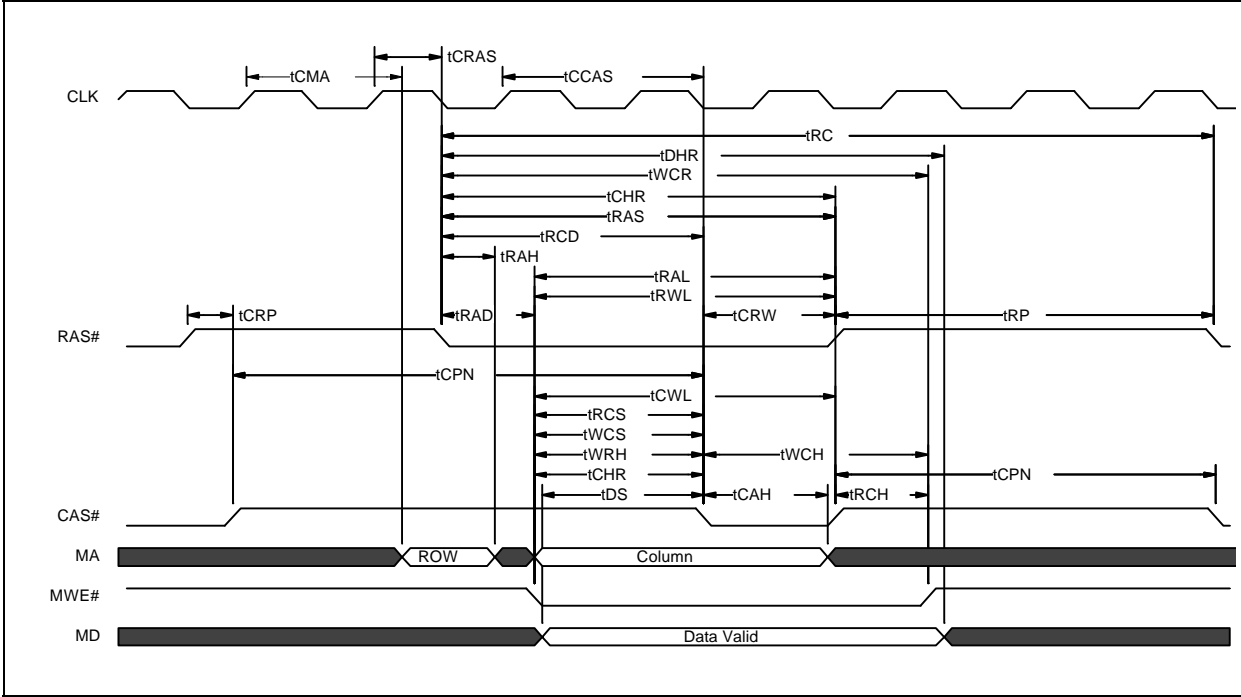 tCRAS
tCMA
tCCAS
CLK
tRC
tDHR
tWCR
tCHR
tRAS
tRCD
tRAH
tRAL
tRWL
tCRP
tRAD
tCRW
tRP
RAS#
tCPN
tCWL
tRCS
tWCS
tWRH
tWCH
tCHR
tCPN
tDS
tCAH
tRCH
CAS#
MA
ROW
Column
MWE#
MD
Data Valid